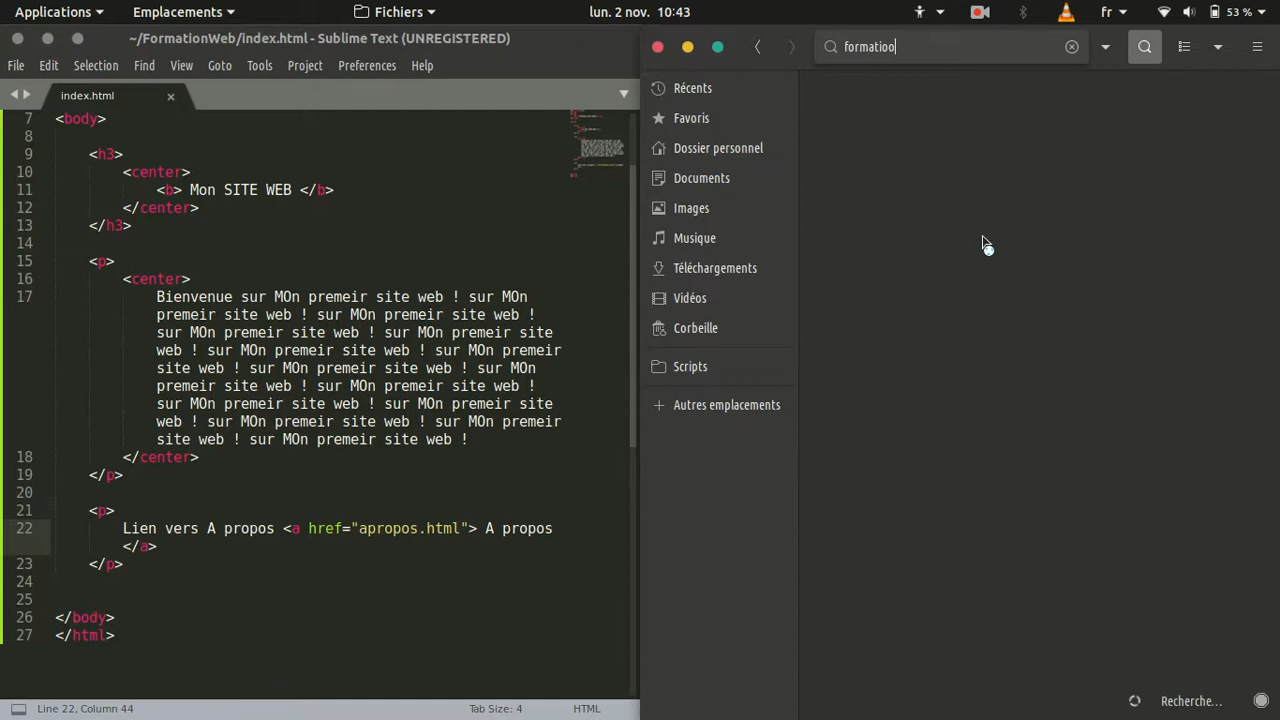 Applications Emplacements Fichiers lun. 2 nov. 10:43 fr 53 %
~/FormationWeb/index.html - Sublime Text (UNREGISTERED)
File Edit Selection Find View Goto Tools Project Preferences Help
index.html
7 <body>
8
9 <h3>
10 <center>
11 <b> Mon SITE WEB </b>
12 </center>
13 </h3>
14
15 <p>
16 <center>
17 Bienvenue sur MOn premeir site web ! sur MOn
premeir site web ! sur MOn premeir site web !
sur MOn premeir site web ! sur MOn premeir site
web ! sur MOn premeir site web ! sur MOn premeir
site web ! sur MOn premeir site web ! sur MOn
premeir site web ! sur MOn premeir site web !
sur MOn premeir site web ! sur MOn premeir site
web ! sur MOn premeir site web ! sur MOn premeir
site web ! sur MOn premeir site web !
18 </center>
19 </p>
20
21 <p>
22 Lien vers A propos <a href="apropos.html"> A propos
</a>
23 </p>
24
25
26 </body>
27 </html>
Line 22, Column 44 Tab Size: 4 HTML
formatioo
Récents
Favoris
Dossier personnel
Documents
Images
Musique
Téléchargements
Vidéos
Corbeille
Scripts
Autres emplacements
Recherche…